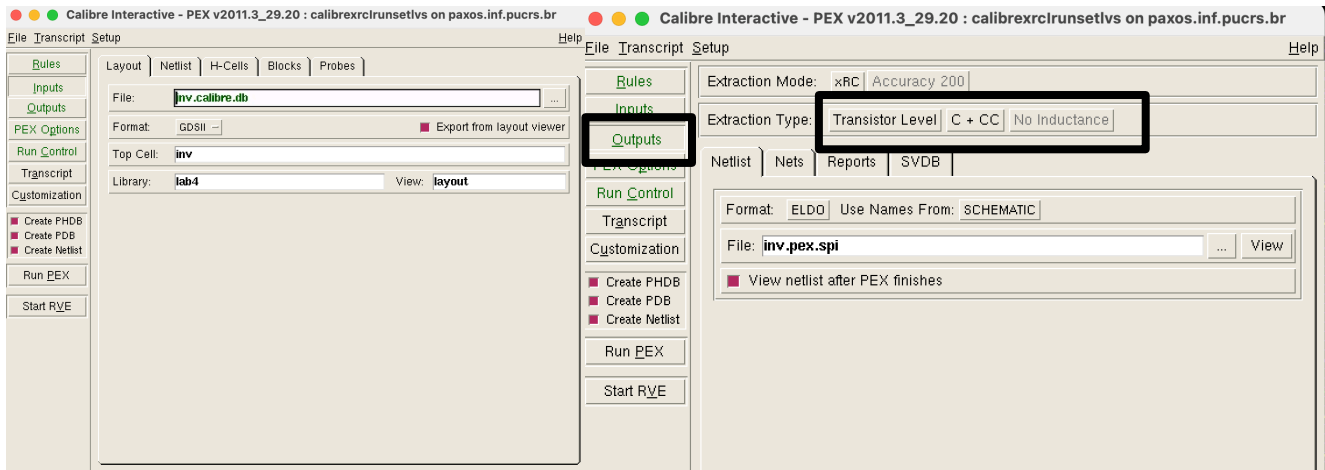 Calibre Interactive - PEX v2011.3_29.20 : calibrexrclrunsetlvs on paxos.inf.pucrs.br
File Transcript Setup Help
Rules
Inputs
Outputs
PEX Options
Run Control
Transcript
Customization
Create PHDB
Create PDB
Create Netlist
Run PEX
Start RVE
Layout Netlist H-Cells Blocks Probes
File: inv.calibre.db ...
Format: GDSII Export from layout viewer
Top Cell: inv
Library: lab4 View: layout
Calibre Interactive - PEX v2011.3_29.20 : calibrexrclrunsetlvs on paxos.inf.pucrs.br
File Transcript Setup Help
Rules
Inputs
Outputs
PEX Options
Run Control
Transcript
Customization
Create PHDB
Create PDB
Create Netlist
Run PEX
Start RVE
Extraction Mode: xRC Accuracy 200
Extraction Type: Transistor Level C + CC No Inductance
Netlist Nets Reports SVDB
Format: ELDO Use Names From: SCHEMATIC
File: inv.pex.spi ... View
View netlist after PEX finishes